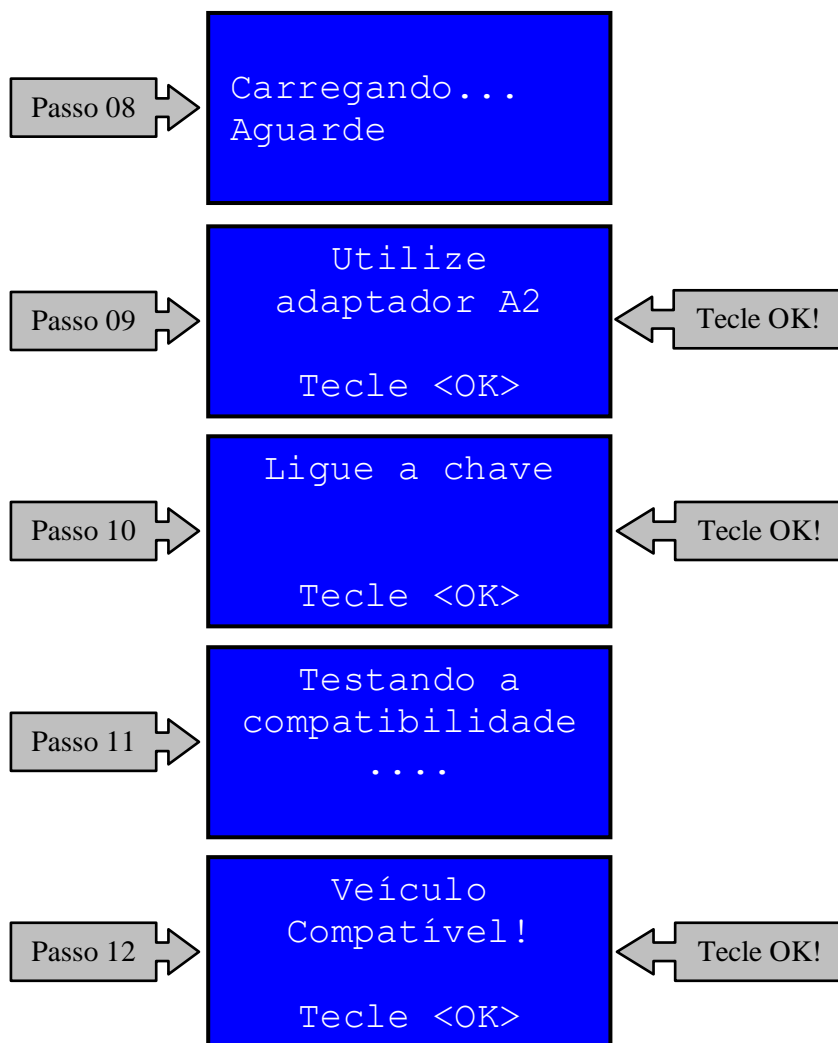 Passo 08
Carregando...
Aguarde
Passo 09
Utilize
adaptador A2
Tecle <OK>
Tecle OK!
Passo 10
Ligue a chave
Tecle <OK>
Tecle OK!
Passo 11
Testando a
compatibilidade
....
Passo 12
Veículo
Compatível!
Tecle <OK>
Tecle OK!